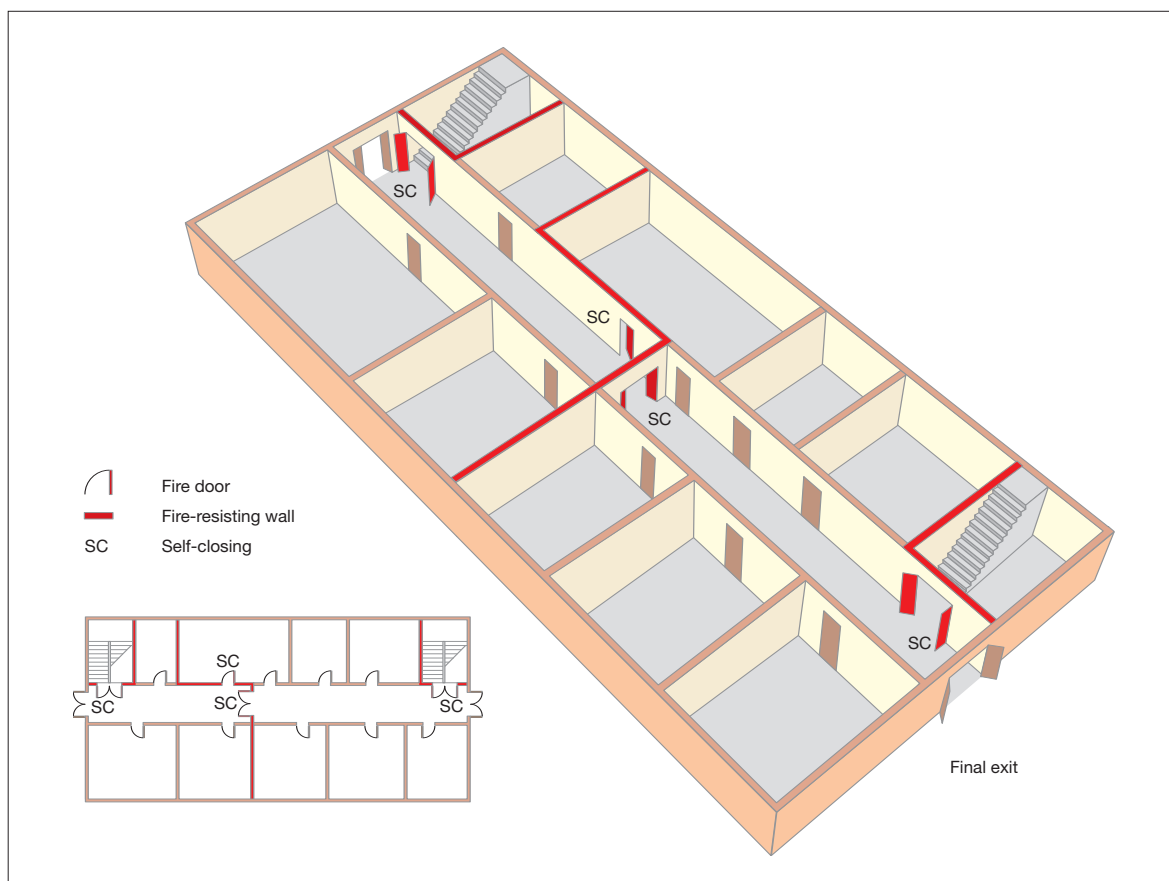 SC
SC
SC
Fire door
Fire-resisting wall
SC Self-closing
SC
Final exit
SC
SC SC SC